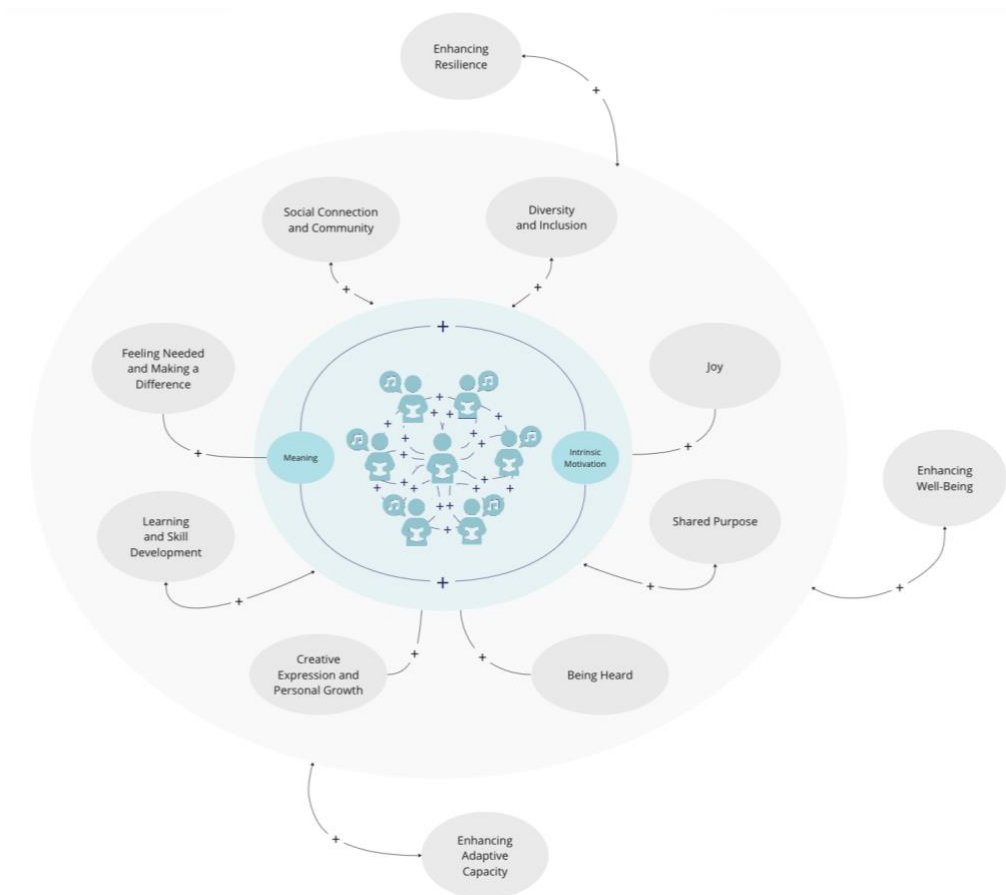 Enhancing
Resilience
Social Connection
and Community
Diversity
and Inclusion
Feeling Needed
and Making a
Difference
Joy
Meaning
Intrinsic
Motivation
Enhancing
Well-Being
Learning
and Skill
Development
Shared Purpose
Creative
Expression and
Personal Growth
Being Heard
Enhancing
Adaptive
Capacity